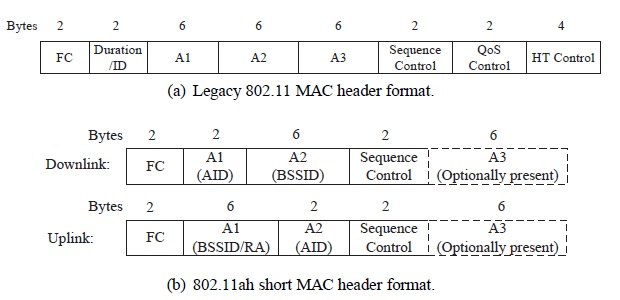 Bytes 2 2 6 6 6 2 2 4
FC Duration /ID A1 A2 A3 Sequence Control QoS Control HT Control
(a) Legacy 802.11 MAC header format.
Bytes 2 2 6 2 6
Downlink: FC A1 (AID) A2 (BSSID) Sequence Control A3 (Optionally present)
Bytes 2 6 2 2 6
Uplink: FC A1 (BSSID/RA) A2 (AID) Sequence Control A3 (Optionally present)
(b) 802.11ah short MAC header format.